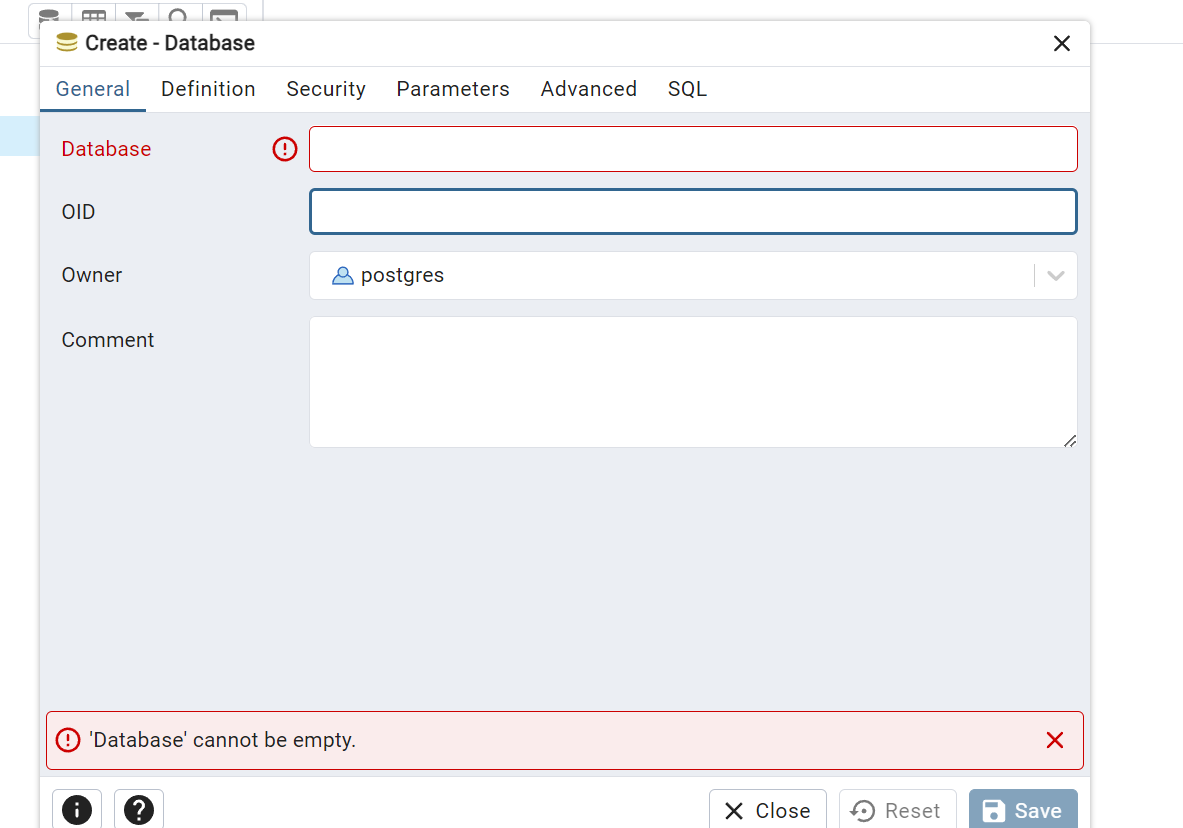 Create - Database
General Definition Security Parameters Advanced SQL
Database
OID
Owner postgres
Comment
'Database' cannot be empty.
Close Reset Save